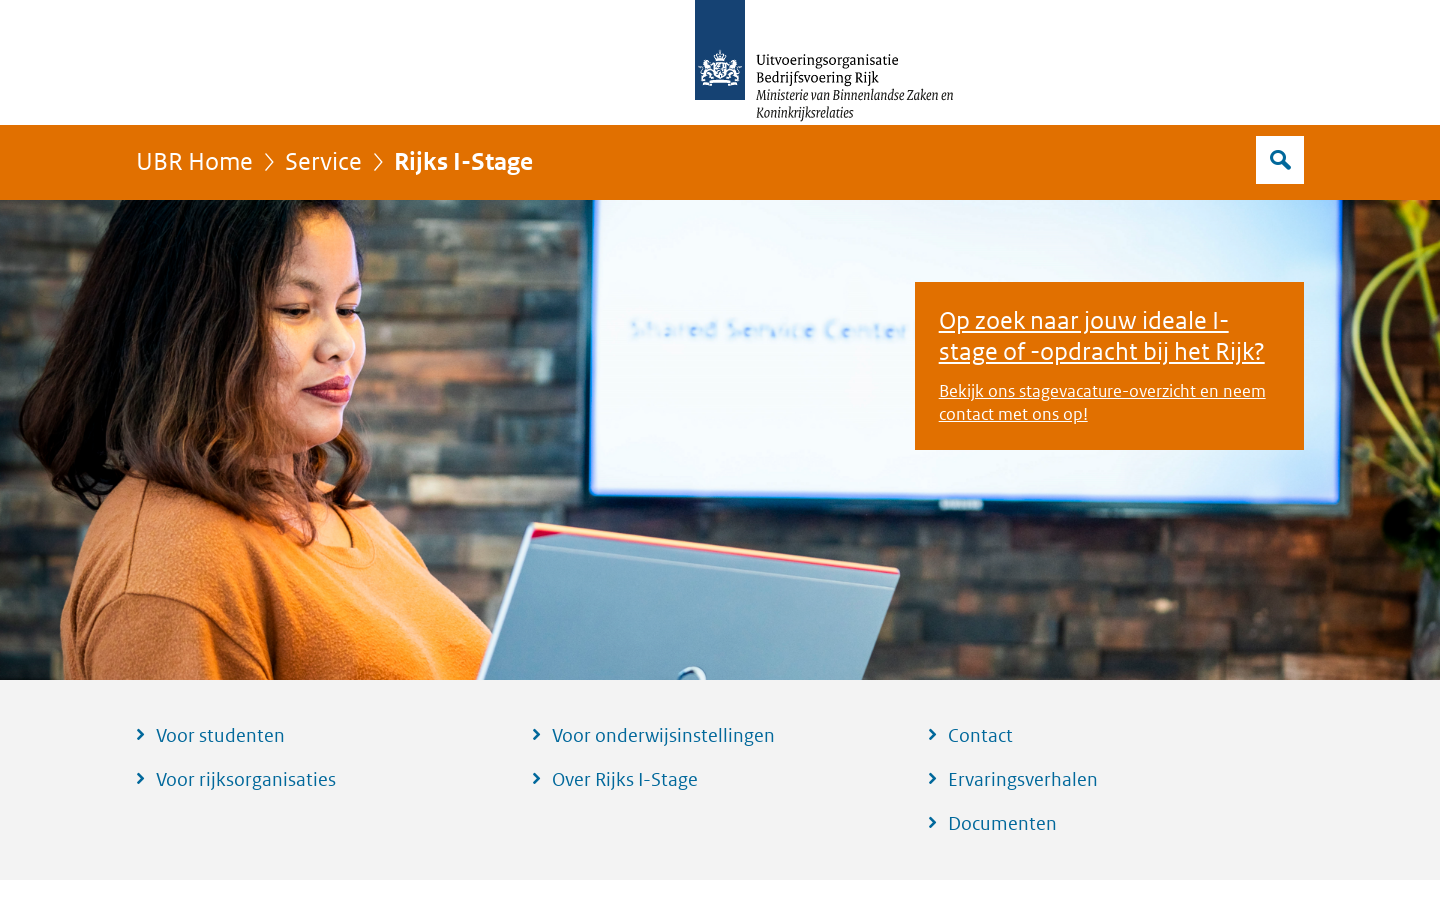 Uitvoeringsorganisatie
Bedrijfsvoering Rijk
Ministerie van Binnenlandse Zaken en
Koninkrijksrelaties
UBR Home
Service
Rijks I-Stage
Shared Service Center
Op zoek naar jouw ideale I-
stage of -opdracht bij het Rijk?
Bekijk ons stagevacature-overzicht en neem
contact met ons op!
Voor studenten
Voor onderwijsinstellingen
Contact
Voor rijksorganisaties
Over Rijks I-Stage
Ervaringsverhalen
Documenten